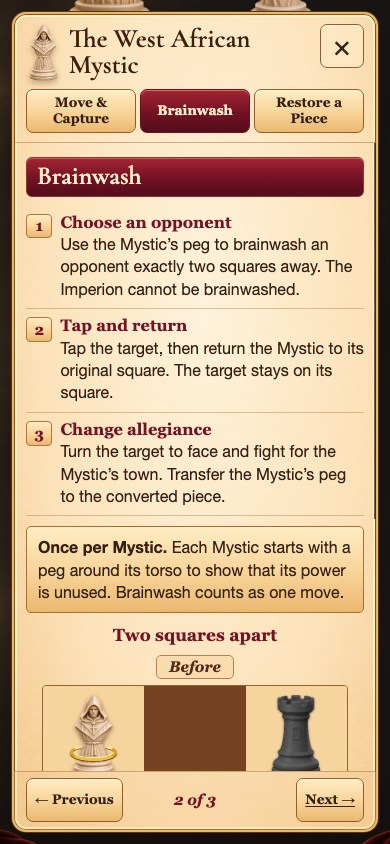 The West African
Mystic
×
Move &
Capture
Brainwash
Restore a
Piece
Brainwash
1
Choose an opponent
Use the Mystic's peg to brainwash an
opponent exactly two squares away. The
Imperion cannot be brainwashed.
2
Tap and return
Tap the target, then return the Mystic to its
original square. The target stays on its
square.
3
Change allegiance
Turn the target to face and fight for the
Mystic's town. Transfer the Mystic's peg
to the converted piece.
Once per Mystic. Each Mystic starts with a
peg around its torso to show that its power
is unused. Brainwash counts as one move.
Two squares apart
Before
← Previous
2 of 3
Next →